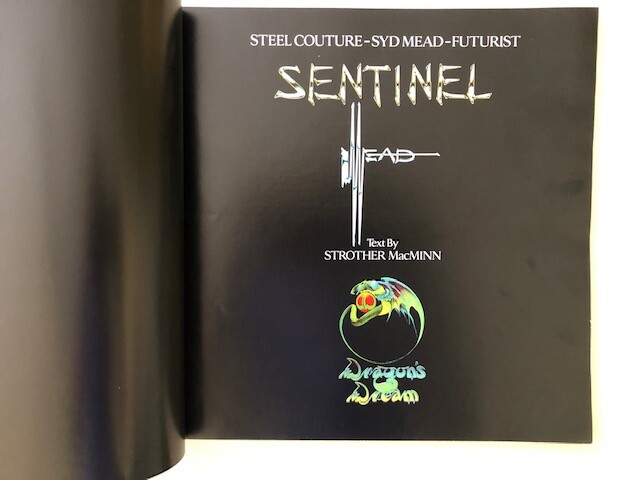 STEEL COUTURE-SYD MEAD-FUTURIST
SENTINEL
MEAD
Text By
STROTHER MacMINN
Dragon's
Dream